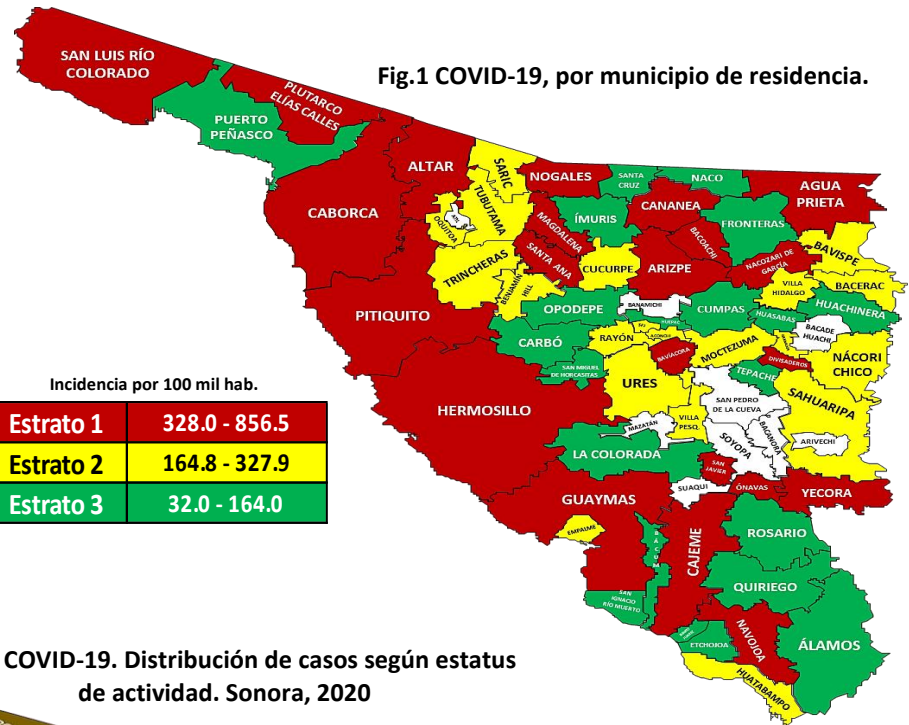 Fig.1 COVID-19, por municipio de residencia.
SAN LUIS RÍO
COLORADO
PLUTARCO
ELÍAS CALLES
PUERTO
PEÑASCO
ALTAR
SARIC
NOGALES
SANTA
CRUZ
NACO
AGUA
PRIETA
CABORCA
TUBUTAMA
OQUITOA
MAGDALENA
ÍMURIS
CANANEA
BACOACHI
FRONTERAS
TRINCHERAS
SANTA ANA
CUCURPE
ARIZPE
NACOZARI DE
GARCÍA
BAVISPE
BENJAMÍN
HILL
VILLA
HIDALGO
BACERAC
PITIQUITO
OPODEPE
BANAMICHI
CUMPAS
HUASABAS
HUACHINERA
CARBÓ
RAYÓN
BACADE
HUACHI
MOCTEZUMA
NÁCORI
CHICO
SAN MIGUEL
DE HORCASITAS
BAVÍACORA
DIVISADEROS
URES
TEPACHE
SAHUARIPA
HERMOSILLO
SAN PEDRO
DE LA CUEVA
MAZATÁN
VILLA
PESQ.
SOYOPA
BACANORA
ARIVECHI
LA COLORADA
SAN
JAVIER
SUAQUI
ÓNAVAS
YECORA
GUAYMAS
EMPALME
BÁCUM
CAJEME
ROSARIO
SAN
IGNACIO
RÍO MUERTO
QUIRIEGO
NAVOJOA
ÁLAMOS
ETCHOJOA
HUATABAMPO
Incidencia por 100 mil hab.
Estrato 1 328.0 - 856.5
Estrato 2 164.8 - 327.9
Estrato 3 32.0 - 164.0
COVID-19. Distribución de casos según estatus
de actividad. Sonora, 2020